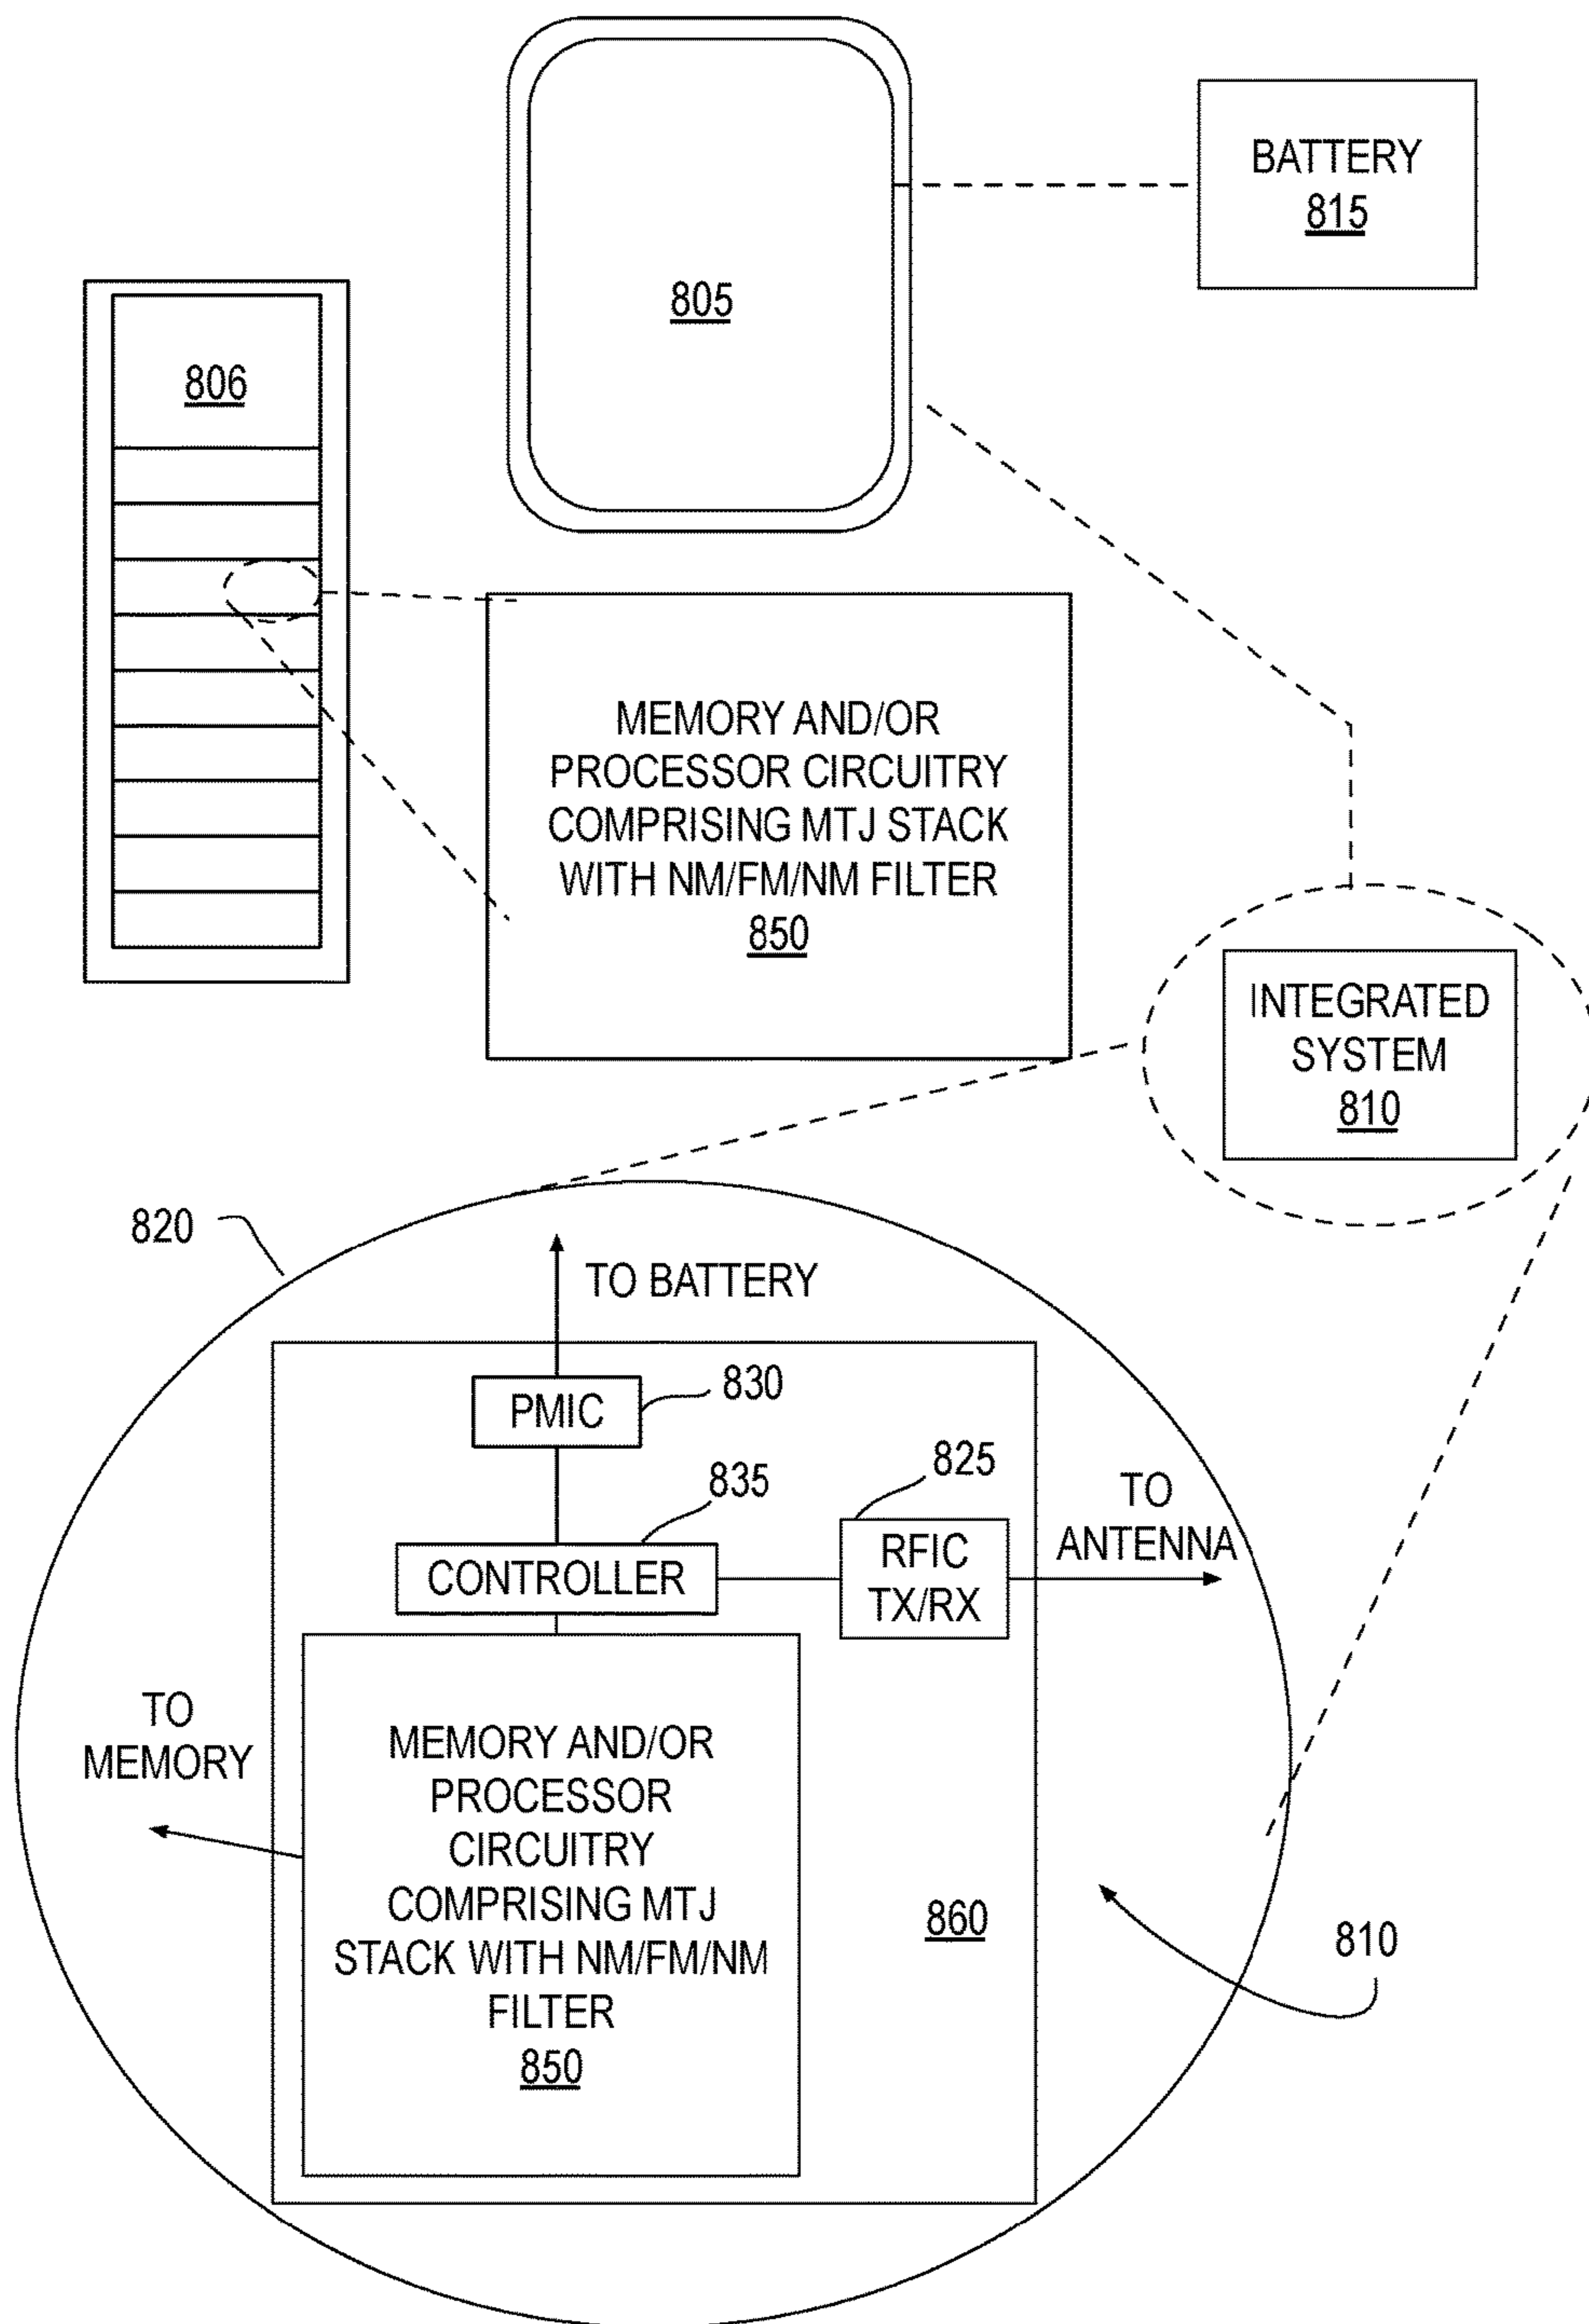 805
BATTERY
815
806
MEMORY AND/OR
PROCESSOR CIRCUITRY
COMPRISING MTJ STACK
WITH NM/FM/NM FILTER
850
INTEGRATED
SYSTEM
810
820
TO BATTERY
PMIC
830
835
825
CONTROLLER
RFIC
TX/RX
TO
ANTENNA
TO
MEMORY
MEMORY AND/OR
PROCESSOR
CIRCUITRY
COMPRISING MTJ
STACK WITH NM/FM/NM
FILTER
850
860
810